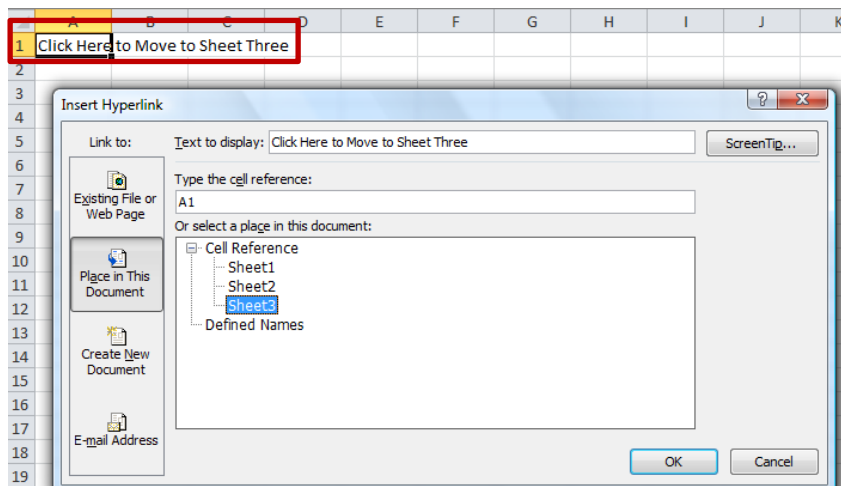 A B C D E F G H I J K
1 Click Here to Move to Sheet Three
2
3
Insert Hyperlink ? X
4
5 Link to: Text to display: Click Here to Move to Sheet Three ScreenTip...
6
Type the cell reference:
7 Existing File or A1
8 Web Page
Or select a place in this document:
9 Cell Reference
10 Sheet1
Place in This Sheet2
11 Document
12 Sheet3
13 Defined Names
14 Create New
Document
15
16
17
E-mail Address
18 OK Cancel
19